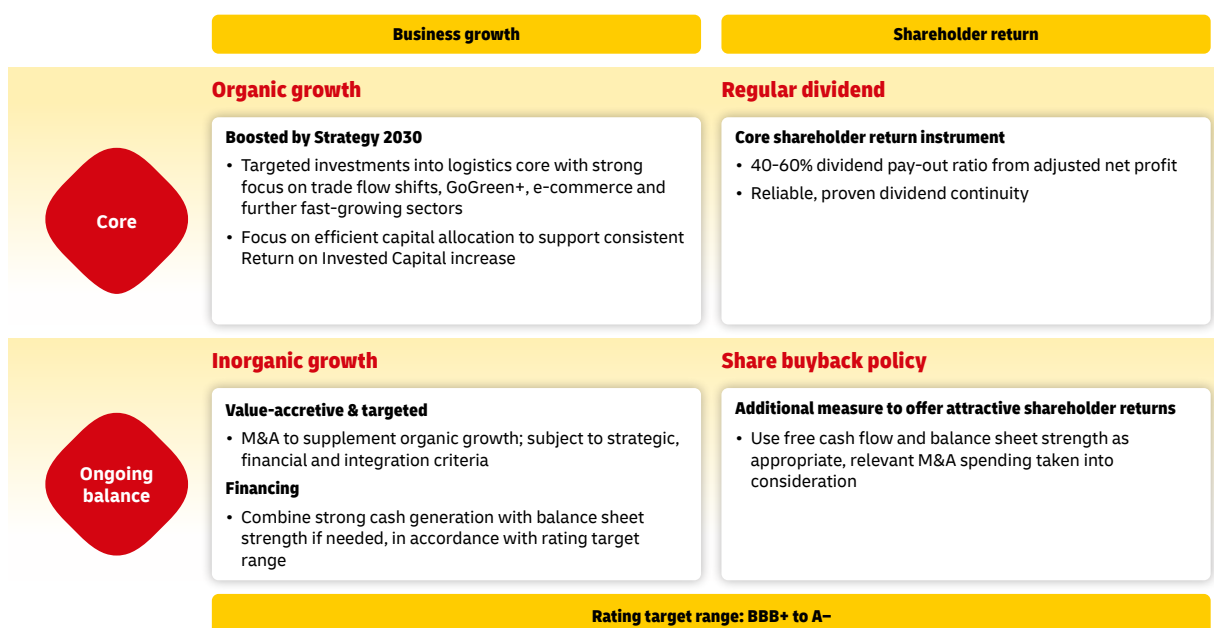 Business growth
Shareholder return
Core
Organic growth
Boosted by Strategy 2030
• Targeted investments into logistics core with strong
focus on trade flow shifts, GoGreen+, e-commerce and
further fast-growing sectors
• Focus on efficient capital allocation to support consistent
Return on Invested Capital increase
Regular dividend
Core shareholder return instrument
• 40-60% dividend pay-out ratio from adjusted net profit
• Reliable, proven dividend continuity
Ongoing
balance
Inorganic growth
Value-accretive & targeted
• M&A to supplement organic growth; subject to strategic,
financial and integration criteria
Financing
• Combine strong cash generation with balance sheet
strength if needed, in accordance with rating target
range
Share buyback policy
Additional measure to offer attractive shareholder returns
• Use free cash flow and balance sheet strength as
appropriate, relevant M&A spending taken into
consideration
Rating target range: BBB+ to A–